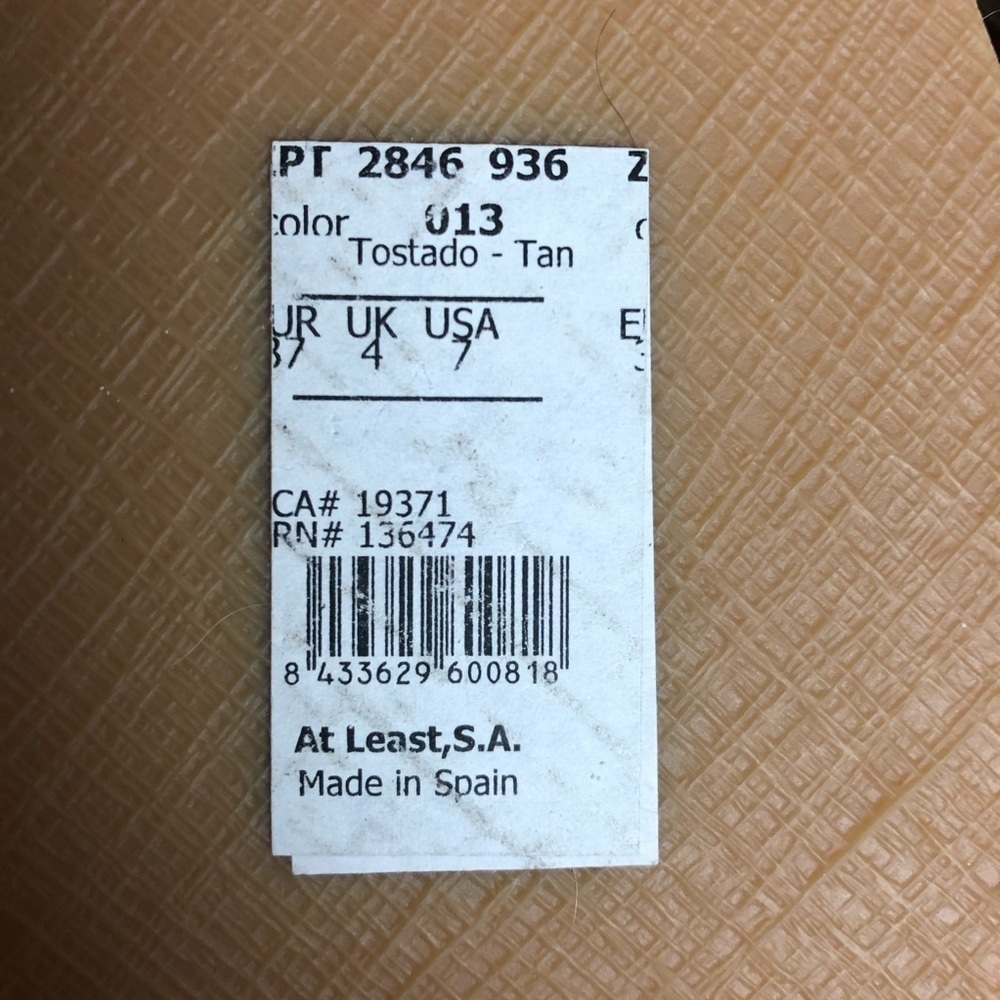 PT 2846 936 Z
color 013
Tostado - Tan
UR UK USA E
37 4 7
CA# 19371
RN# 136474
8 433629 600818
At Least,S.A.
Made in Spain